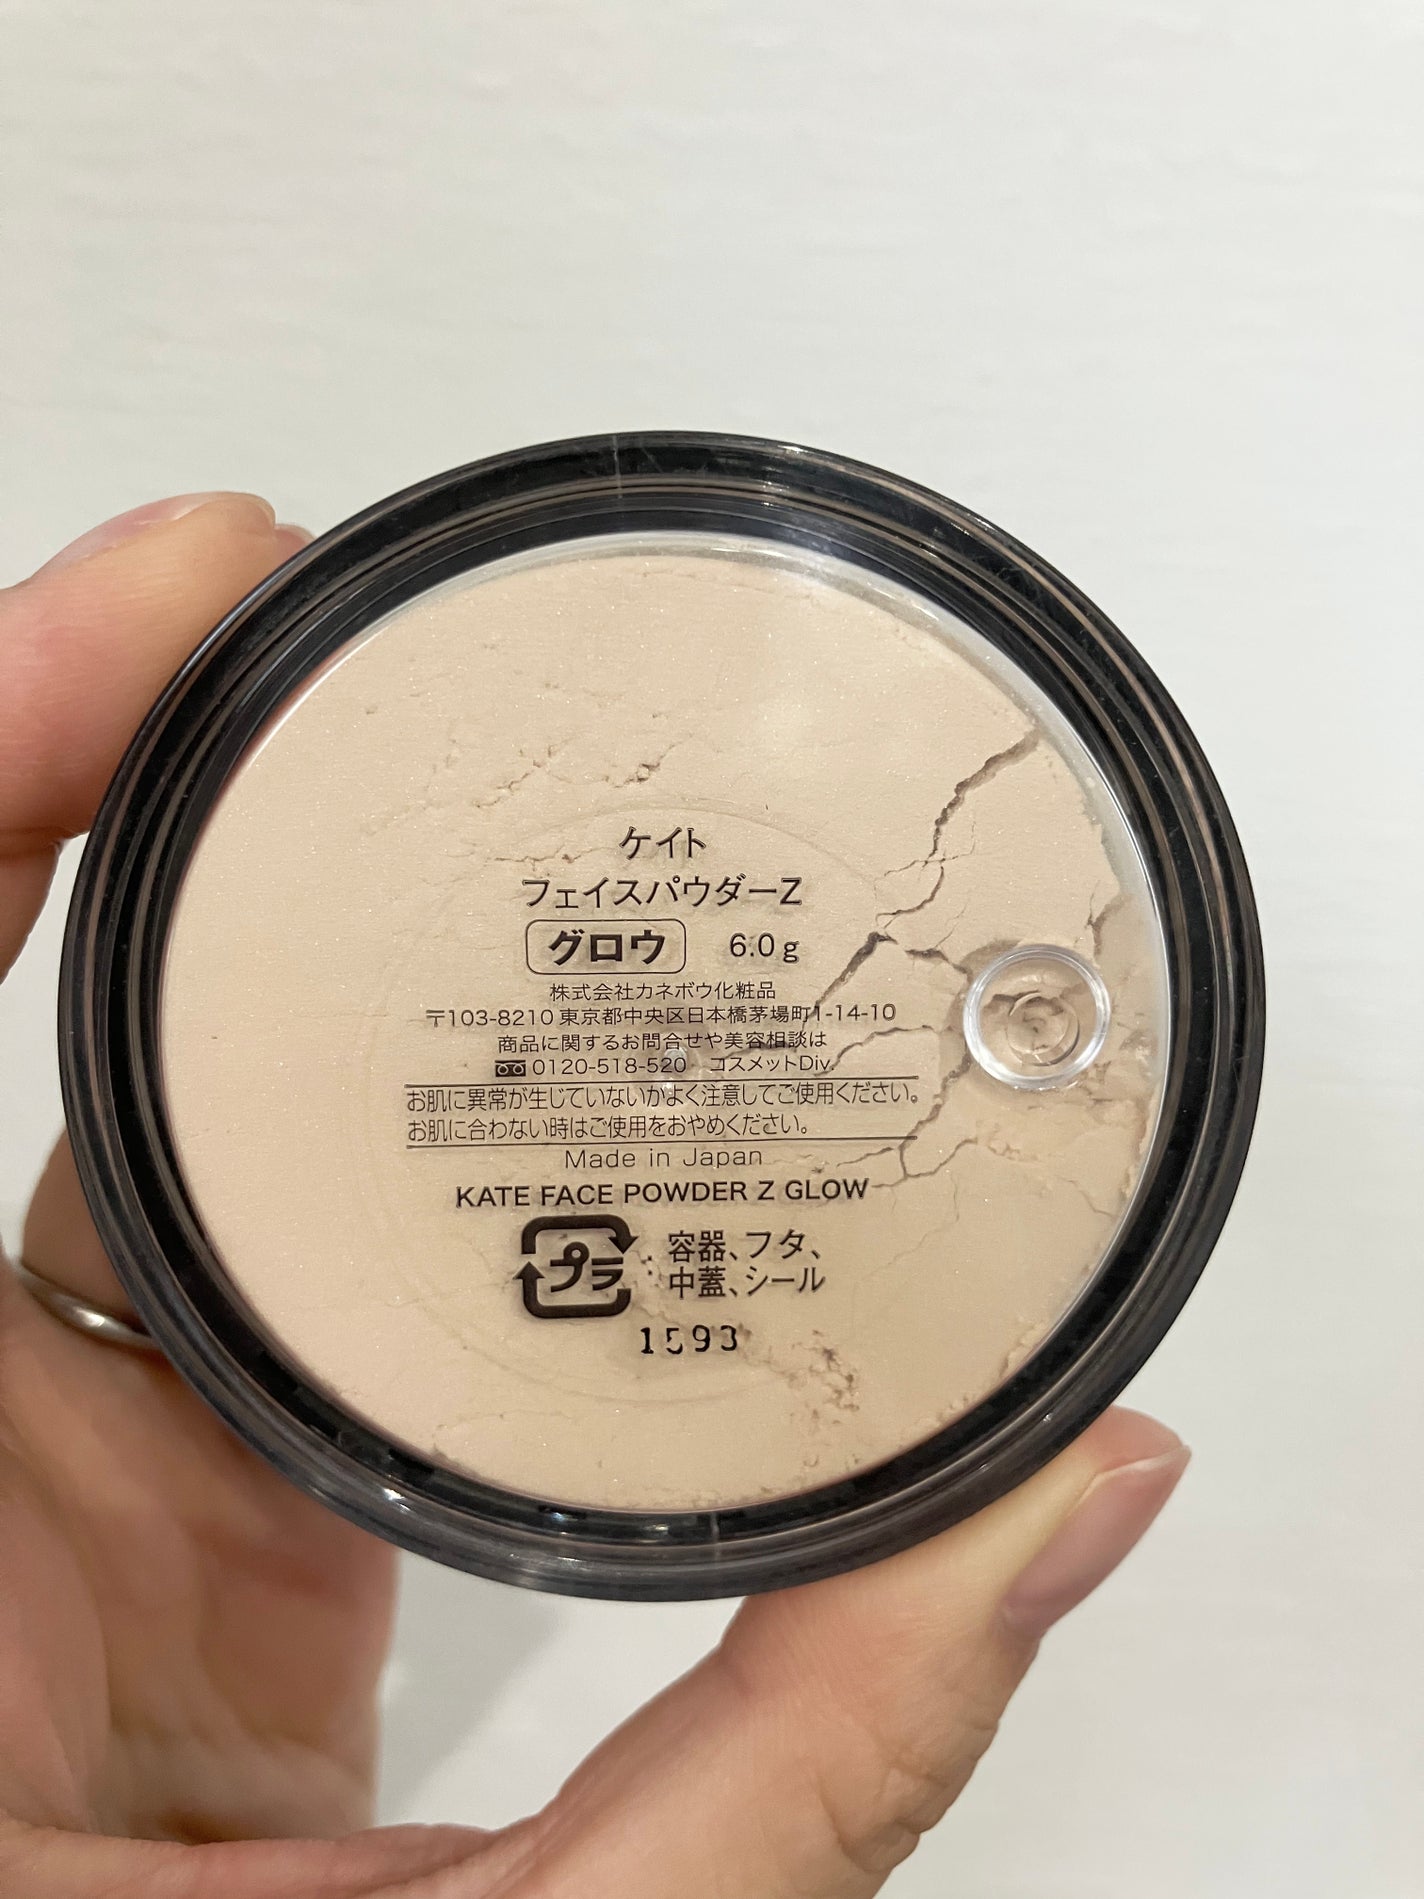 ケイト
フェイスパウダーZ
グロウ 6.0g
株式会社カネボウ化粧品
〒103-8210 東京都中央区日本橋茅場町1-14-10
商品に関するお問合せや美容相談は
0120-518-520 コスメットDiv.
お肌に異常が生じていないかよく注意してご使用ください。
お肌に合わない時はご使用をおやめください。
Made in Japan
KATE FACE POWDER Z GLOW
プラ 容器、フタ、
中蓋、シール
1593